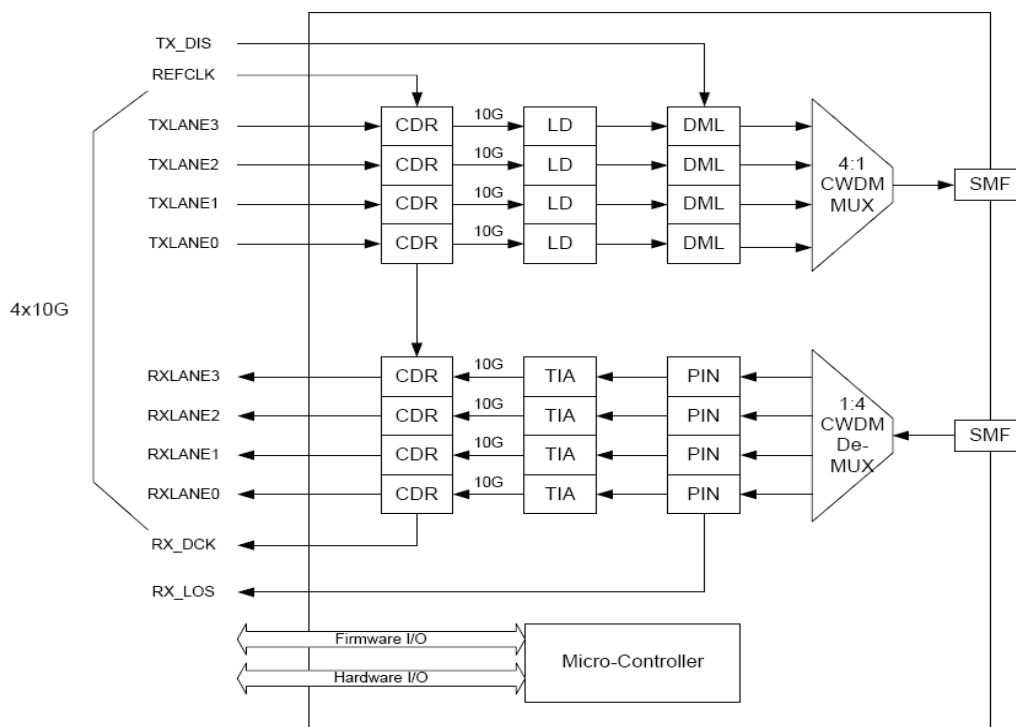 TX_DIS
REFCLK
TXLANE3
CDR
10G
LD
DML
TXLANE2
CDR
10G
LD
DML
TXLANE1
CDR
10G
LD
DML
TXLANE0
CDR
10G
LD
DML
4:1
CWDM
MUX
SMF
4x10G
RXLANE3
CDR
10G
TIA
PIN
RXLANE2
CDR
10G
TIA
PIN
RXLANE1
CDR
10G
TIA
PIN
RXLANE0
CDR
10G
TIA
PIN
1:4
CWDM
De-
MUX
SMF
RX_DCK
RX_LOS
Firmware I/O
Hardware I/O
Micro-Controller